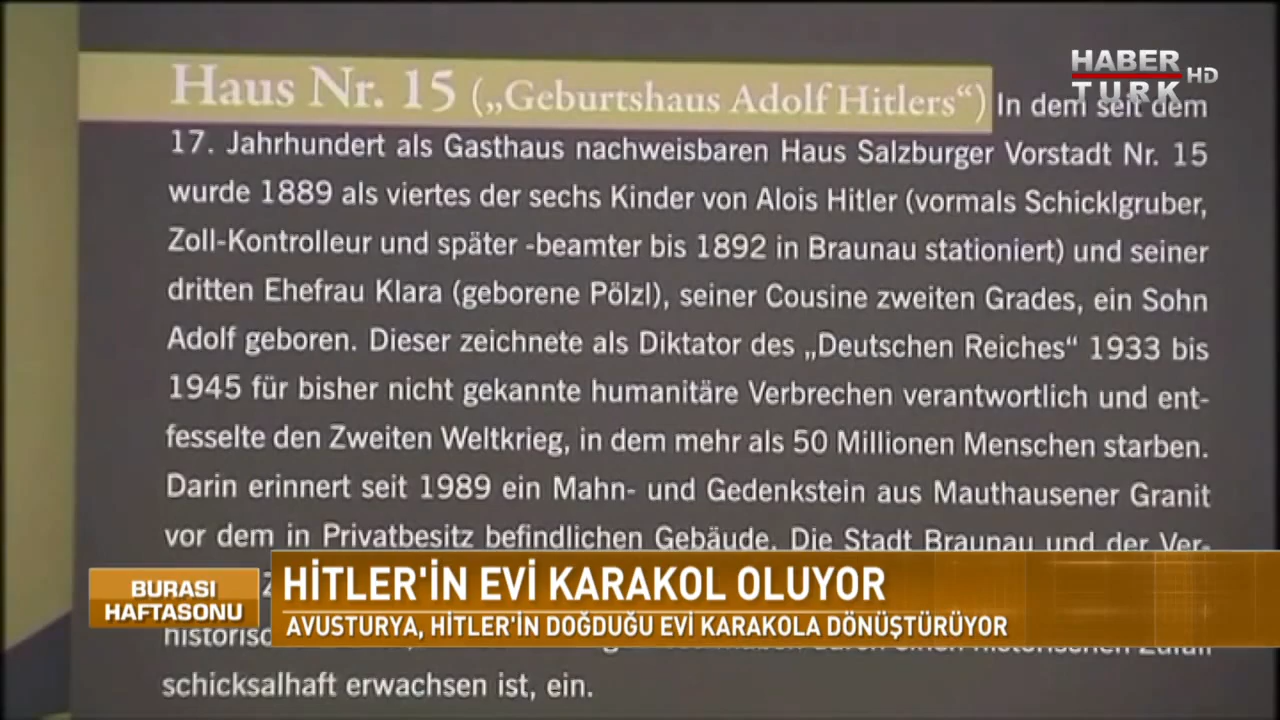 HABER
TURK HD
Haus Nr. 15 („Geburtshaus Adolf Hitlers“) In dem seit dem
17. Jahrhundert als Gasthaus nachweisbaren Haus Salzburger Vorstadt Nr. 15
wurde 1889 als viertes der sechs Kinder von Alois Hitler (vormals Schicklgruber,
Zoll-Kontrolleur und später -beamter bis 1892 in Braunau stationiert) und seiner
dritten Ehefrau Klara (geborene Pölzl), seiner Cousine zweiten Grades, ein Sohn
Adolf geboren. Dieser zeichnete als Diktator des „Deutschen Reiches“ 1933 bis
1945 für bisher nicht gekannte humanitäre Verbrechen verantwortlich und ent-
fesselte den Zweiten Weltkrieg, in dem mehr als 50 Millionen Menschen starben.
Darin erinnert seit 1989 ein Mahn- und Gedenkstein aus Mauthausener Granit
vor dem in Privatbesitz befindlichen Gebäude. Die Stadt Braunau und der Ver-
schicksalhaft erwachsen ist, ein.
BURASI
HAFTASONU
HİTLER'İN EVİ KARAKOL OLUYOR
AVUSTURYA, HİTLER'İN DOĞDUĞU EVİ KARAKOLA DÖNÜŞTÜRÜYOR